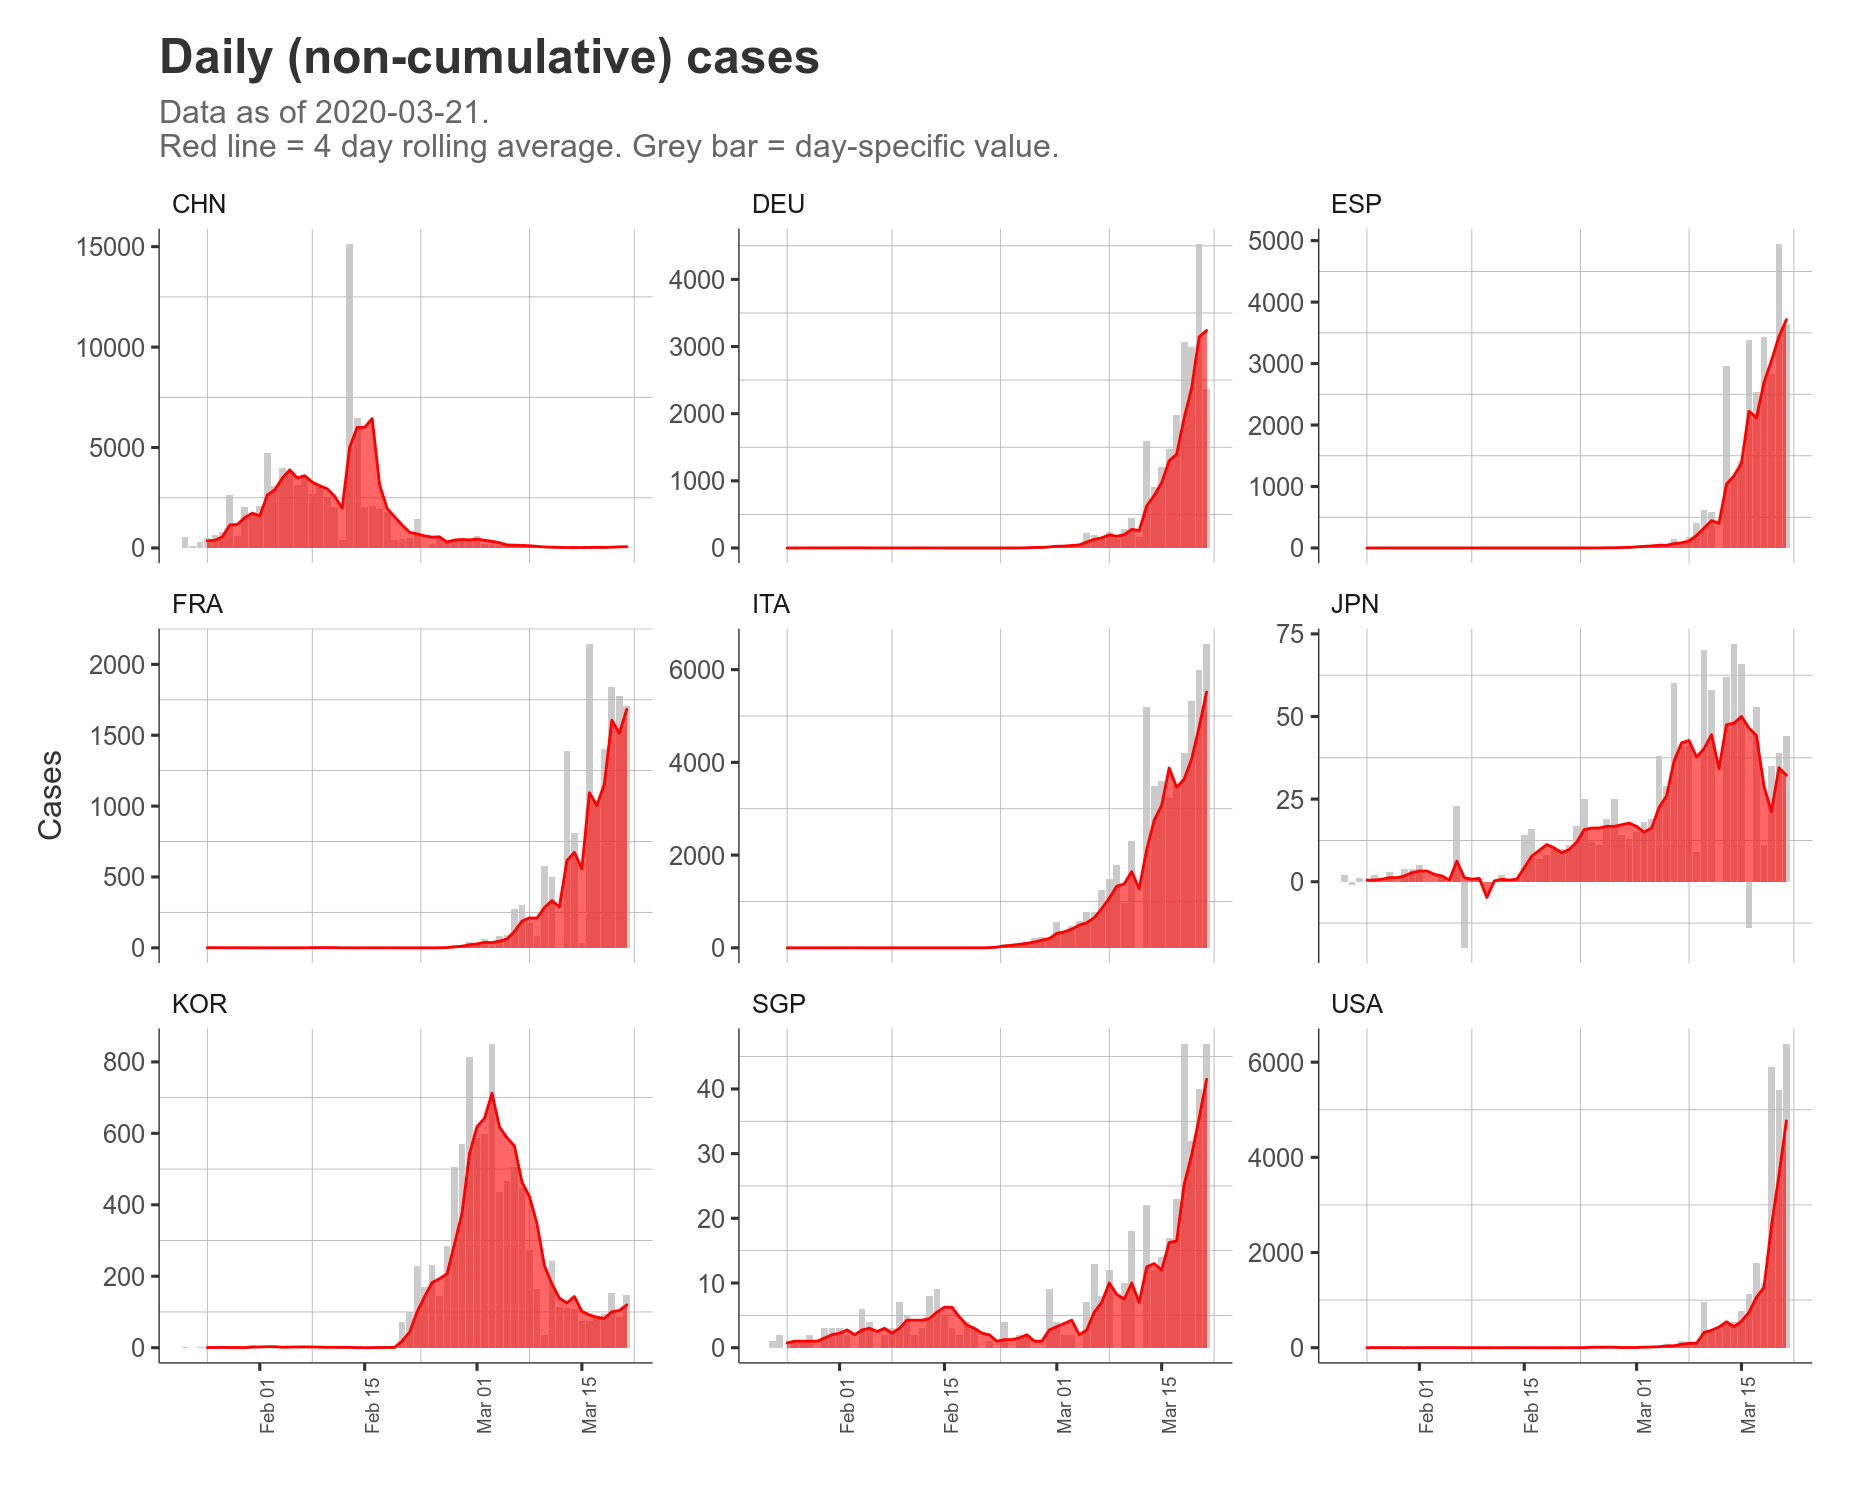 Daily (non-cumulative) cases
Data as of 2020-03-21.
Red line = 4 day rolling average. Grey bar = day-specific value.
CHN
DEU
ESP
15000
10000
5000
0
4000
3000
2000
1000
0
5000
4000
3000
2000
1000
0
FRA
ITA
JPN
2000
1500
1000
500
0
6000
4000
2000
0
75
50
25
0
Cases
KOR
SGP
USA
800
600
400
200
0
40
30
20
10
0
6000
4000
2000
0
Feb 01
Feb 15
Mar 01
Mar 15
Feb 01
Feb 15
Mar 01
Mar 15
Feb 01
Feb 15
Mar 01
Mar 15